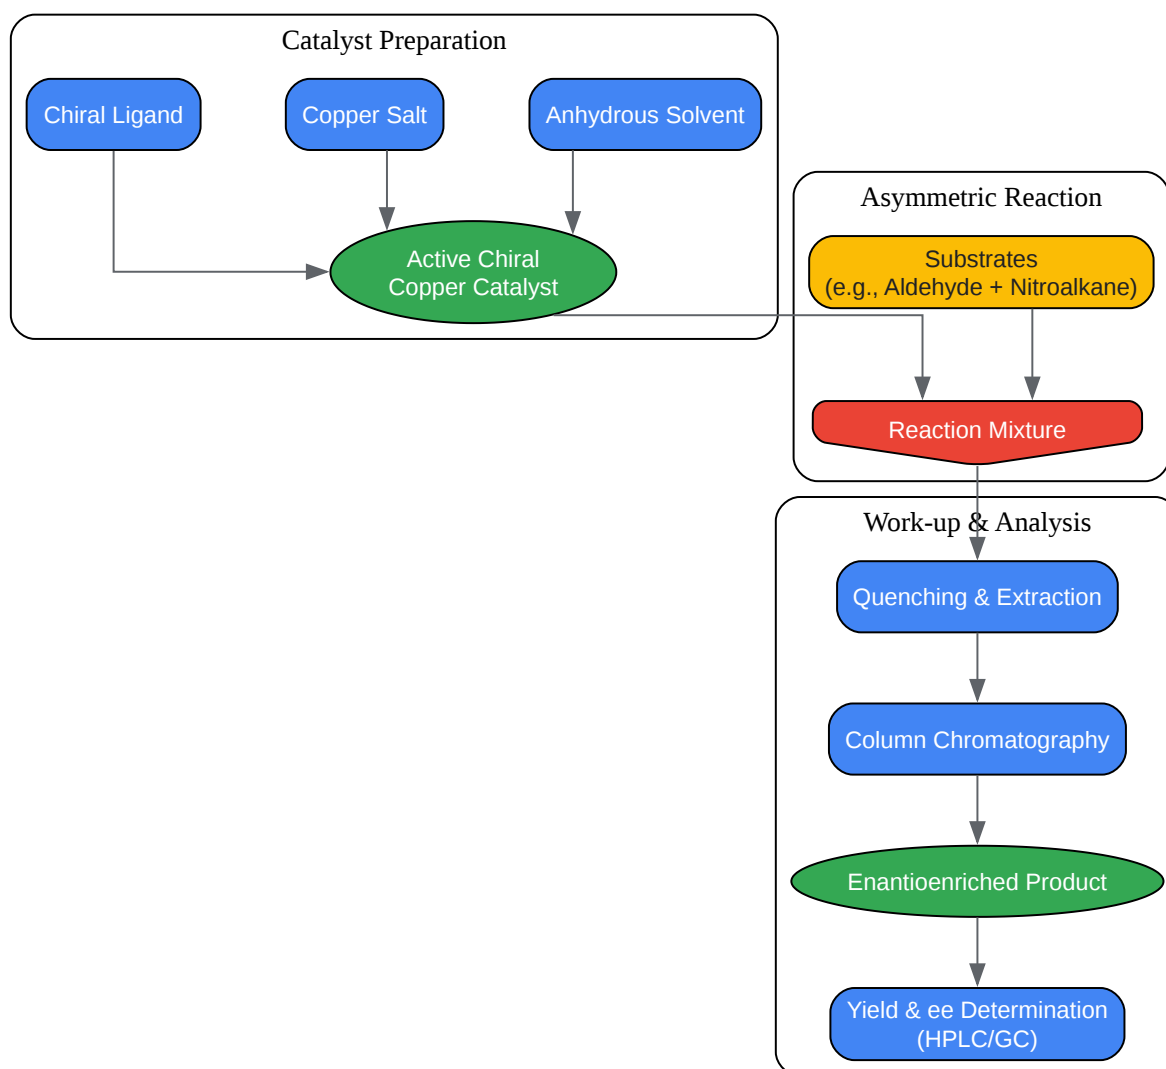 Catalyst Preparation
Chiral Ligand
Copper Salt
Anhydrous Solvent
Active Chiral
Copper Catalyst
Asymmetric Reaction
Substrates
(e.g., Aldehyde + Nitroalkane)
Reaction Mixture
Work-up & Analysis
Quenching & Extraction
Column Chromatography
Enantioenriched Product
Yield & ee Determination
(HPLC/GC)